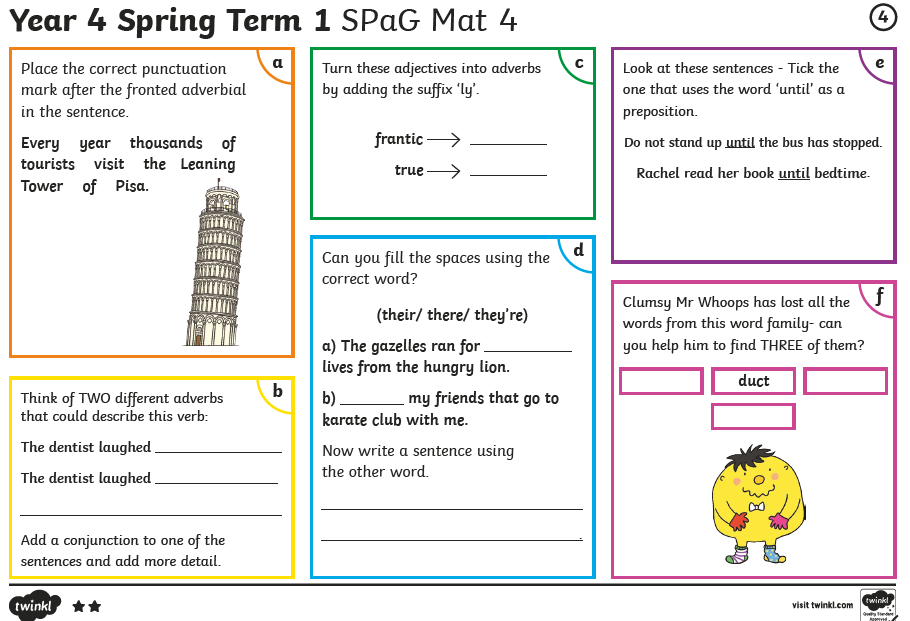 Year 4 Spring Term 1 SPaG Mat 4
4
a
Place the correct punctuation
mark after the fronted adverbial
in the sentence.
Every year thousands of
tourists visit the Leaning
Tower of Pisa.
b
Think of TWO different adverbs
that could describe this verb:
The dentist laughed
The dentist laughed
Add a conjunction to one of the
sentences and add more detail.
c
Turn these adjectives into adverbs
by adding the suffix ‘ly’.
frantic
true
d
Can you fill the spaces using the
correct word?
(their/ there/ they’re)
a) The gazelles ran for ___________
lives from the hungry lion.
b) ________ my friends that go to
karate club with me.
Now write a sentence using
the other word.
.
e
Look at these sentences - Tick the
one that uses the word ‘until’ as a
preposition.
Do not stand up until the bus has stopped.
Rachel read her book until bedtime.
f
Clumsy Mr Whoops has lost all the
words from this word family- can
you help him to find THREE of them?
duct
twinkl
visit twinkl.com
twinkl
Quality Standard
Approved